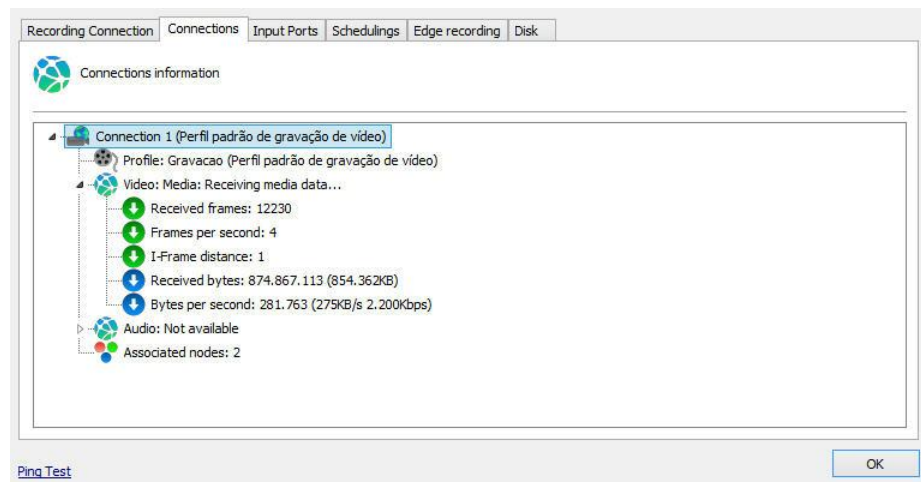 Recording Connection Connections Input Ports Schedulings Edge recording Disk
Connections information
Connection 1 (Perfil padrão de gravação de vídeo)
Profile: Gravacao (Perfil padrão de gravação de vídeo)
Video: Media: Receiving media data...
Received frames: 12230
Frames per second: 4
I-Frame distance: 1
Received bytes: 874.867.113 (854.362KB)
Bytes per second: 281.763 (275KB/s 2.200Kbps)
Audio: Not available
Associated nodes: 2
Ping Test
OK